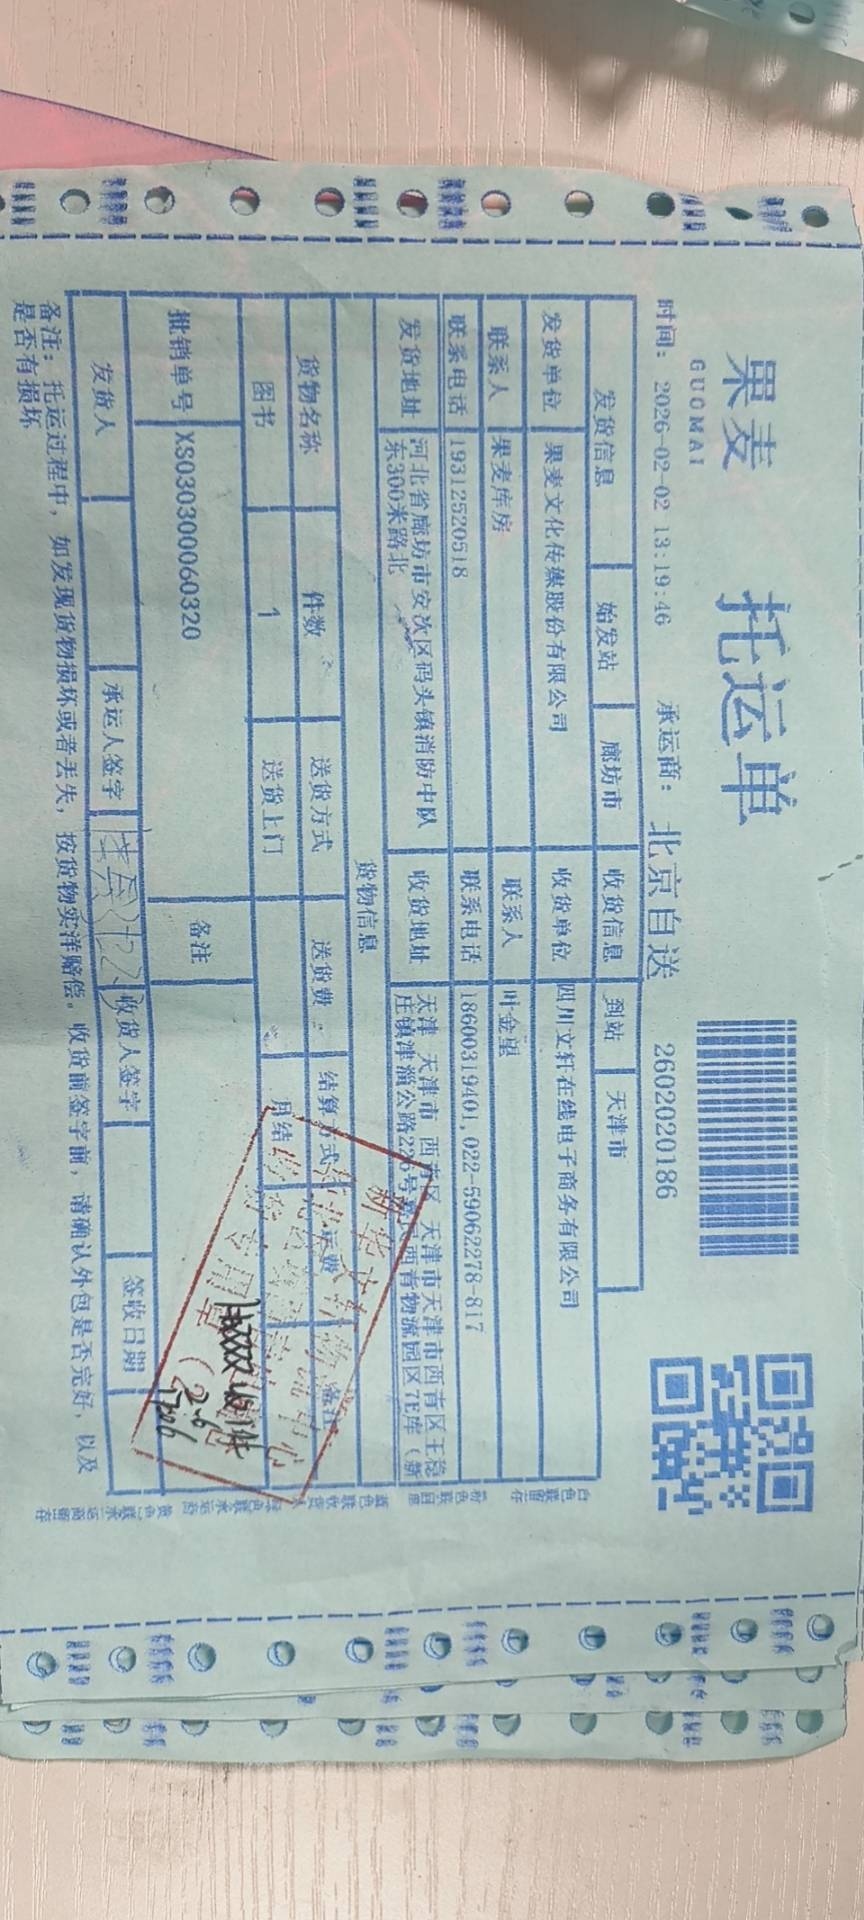 果麦
GUOMAI
托运单
时间: 2026-02-02 13:19:46 承运商: 北京自送 2602020186
发货信息 始发站 廊坊市 收货信息 到站 天津市
发货单位 果麦文化传媒股份有限公司 收货单位 四川文轩在线电子商务有限公司
联系人 果麦库房 联系人 叶金望
联系电话 19312520518 联系电话 18600319401,022-59062278-817
发货地址 河北省廊坊市安次区码头镇消防中队 收货地址 天津 天津市 西青区 天津市天津市西青区王稳
东300米路北 庄镇津淄公路226号 西青物流园区7E库(新
货物信息
货物名称 件数 送货方式 送货费 结算方式 运费 备注
图书 1 送货上门 月结
批销单号 XS030300060320 备注
发货人 承运人签字 收货人签字 签收日期
备注: 托运过程中, 如发现货物损坏或者丢失, 按货物实洋赔偿。收货前签字前, 请确认外包是否完好, 以及
是否有损坏